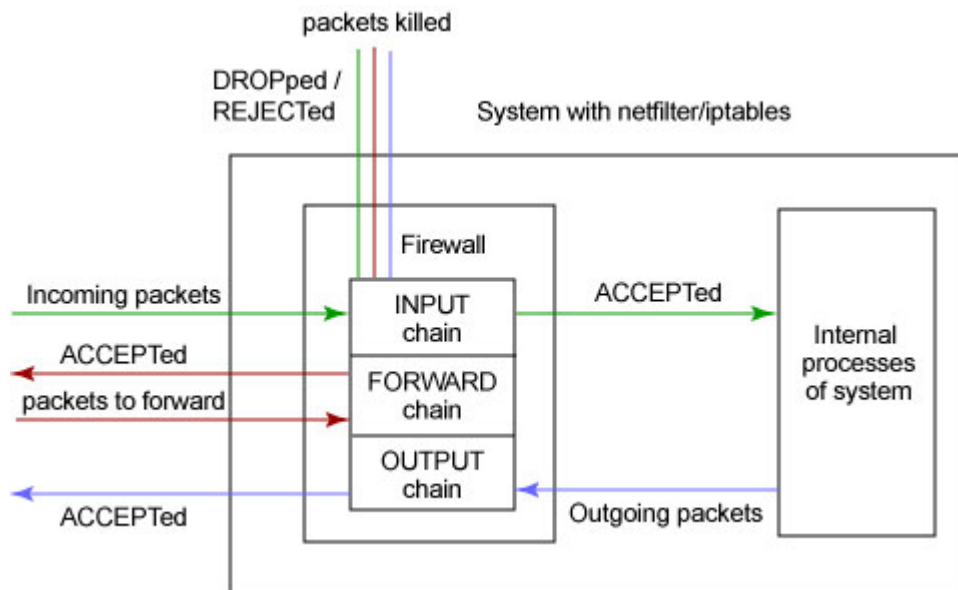 packets killed
DROPped /
REJECTed
System with netfilter/iptables
Firewall
Incoming packets
INPUT
chain
ACCEPTed
Internal
processes
of system
ACCEPTed
packets to forward
FORWARD
chain
OUTPUT
chain
ACCEPTed
Outgoing packets